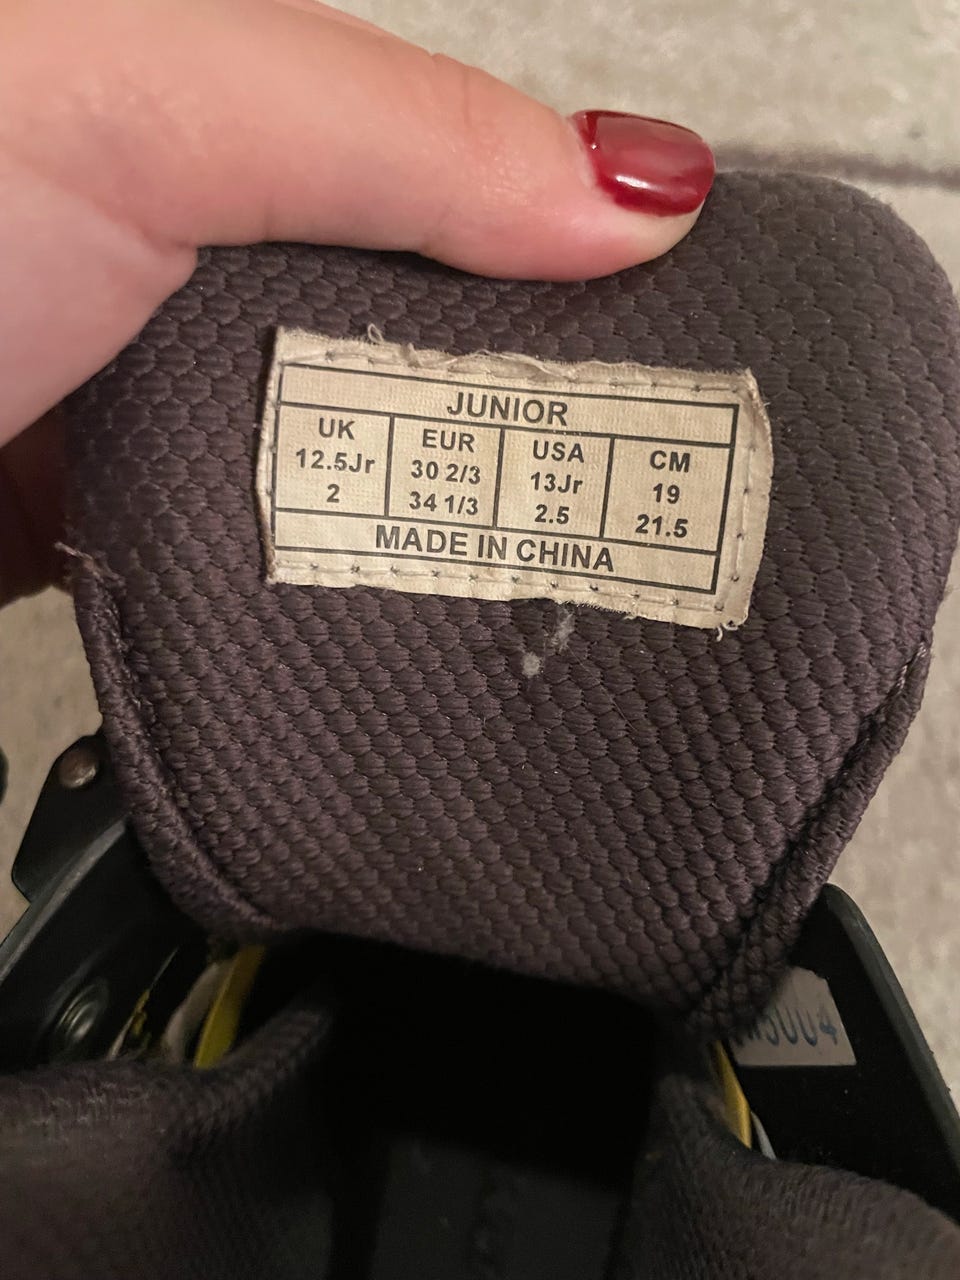 JUNIOR
UK EUR USA CM
12.5Jr 30 2/3 13Jr 19
2 34 1/3 2.5 21.5
MADE IN CHINA